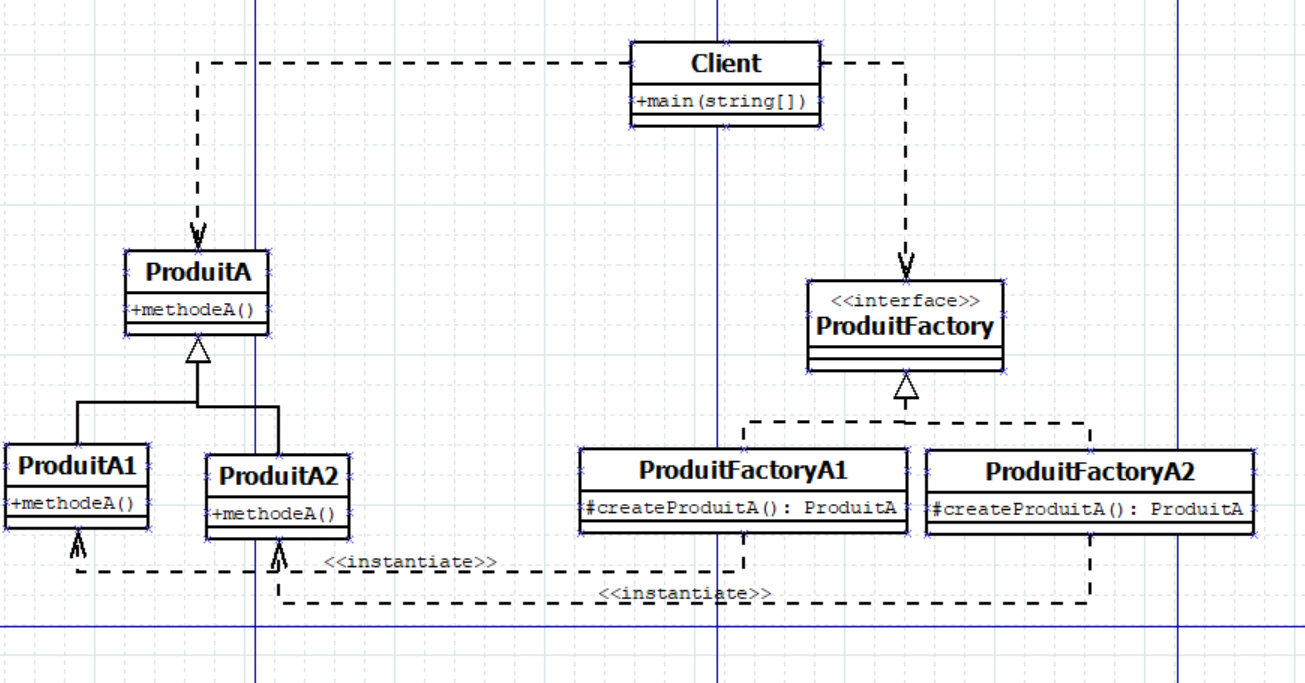 Client
+main(string[])
ProduitA
+methodeA()
<<interface>>
ProduitFactory
ProduitA1
+methodeA()
ProduitA2
+methodeA()
ProduitFactoryA1
#createProduitA(): ProduitA
ProduitFactoryA2
#createProduitA(): ProduitA
<<instantiate>>
<<instantiate>>